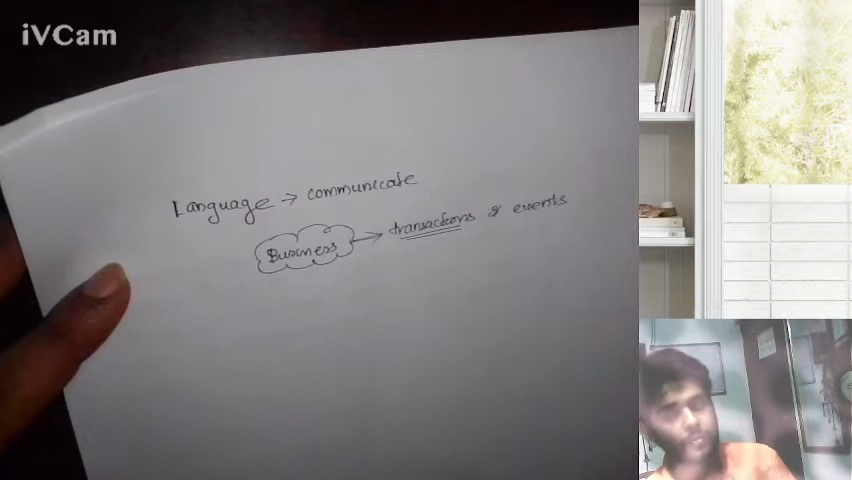 iVCam
Language → communicate
Business → transactions & events